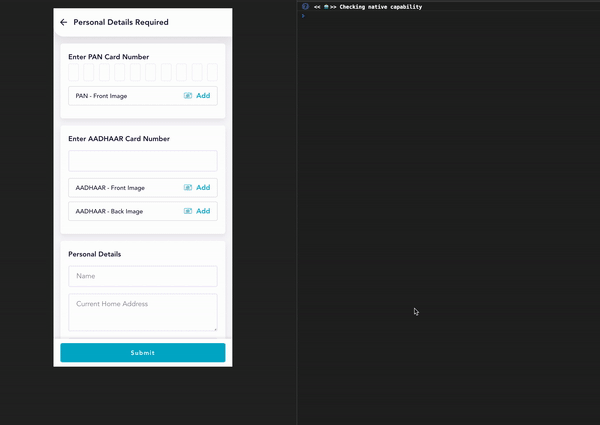 Personal Details Required
Enter PAN Card Number
PAN - Front Image
Add
Enter AADHAAR Card Number
AADHAAR - Front Image
Add
AADHAAR - Back Image
Add
Personal Details
Name
Current Home Address
Submit
<< >> Checking native capability